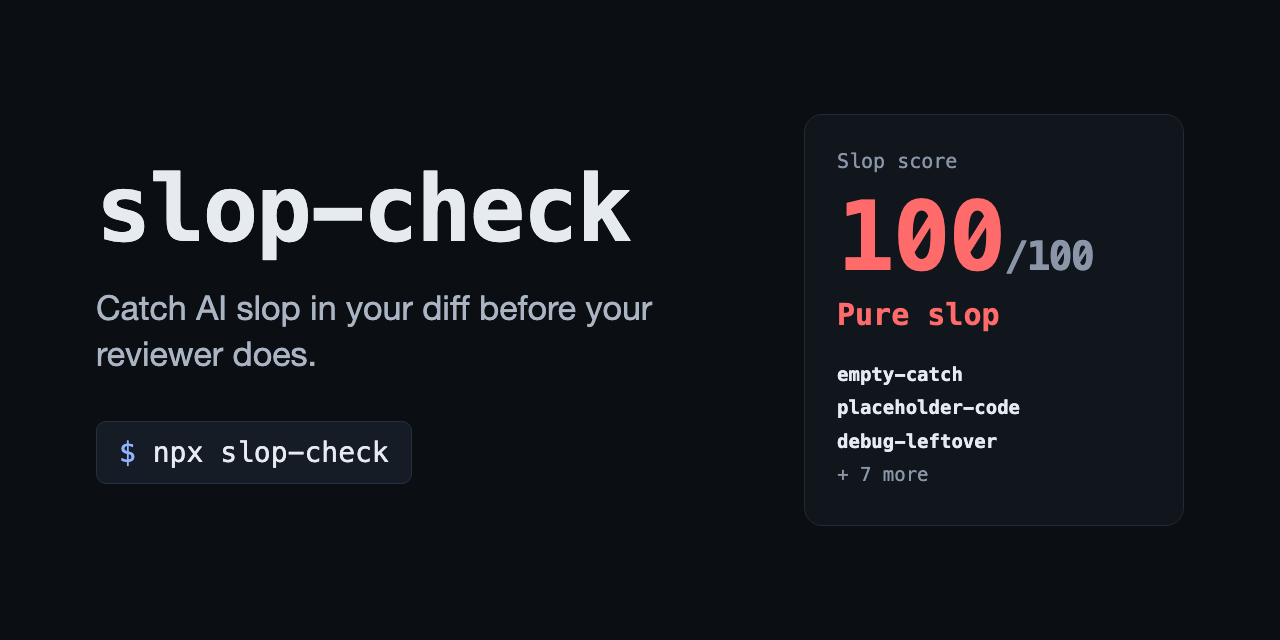 slop-check
Catch AI slop in your diff before your
reviewer does.
$ npx slop-check
Slop score
100/100
Pure slop
empty-catch
placeholder-code
debug-leftover
+ 7 more